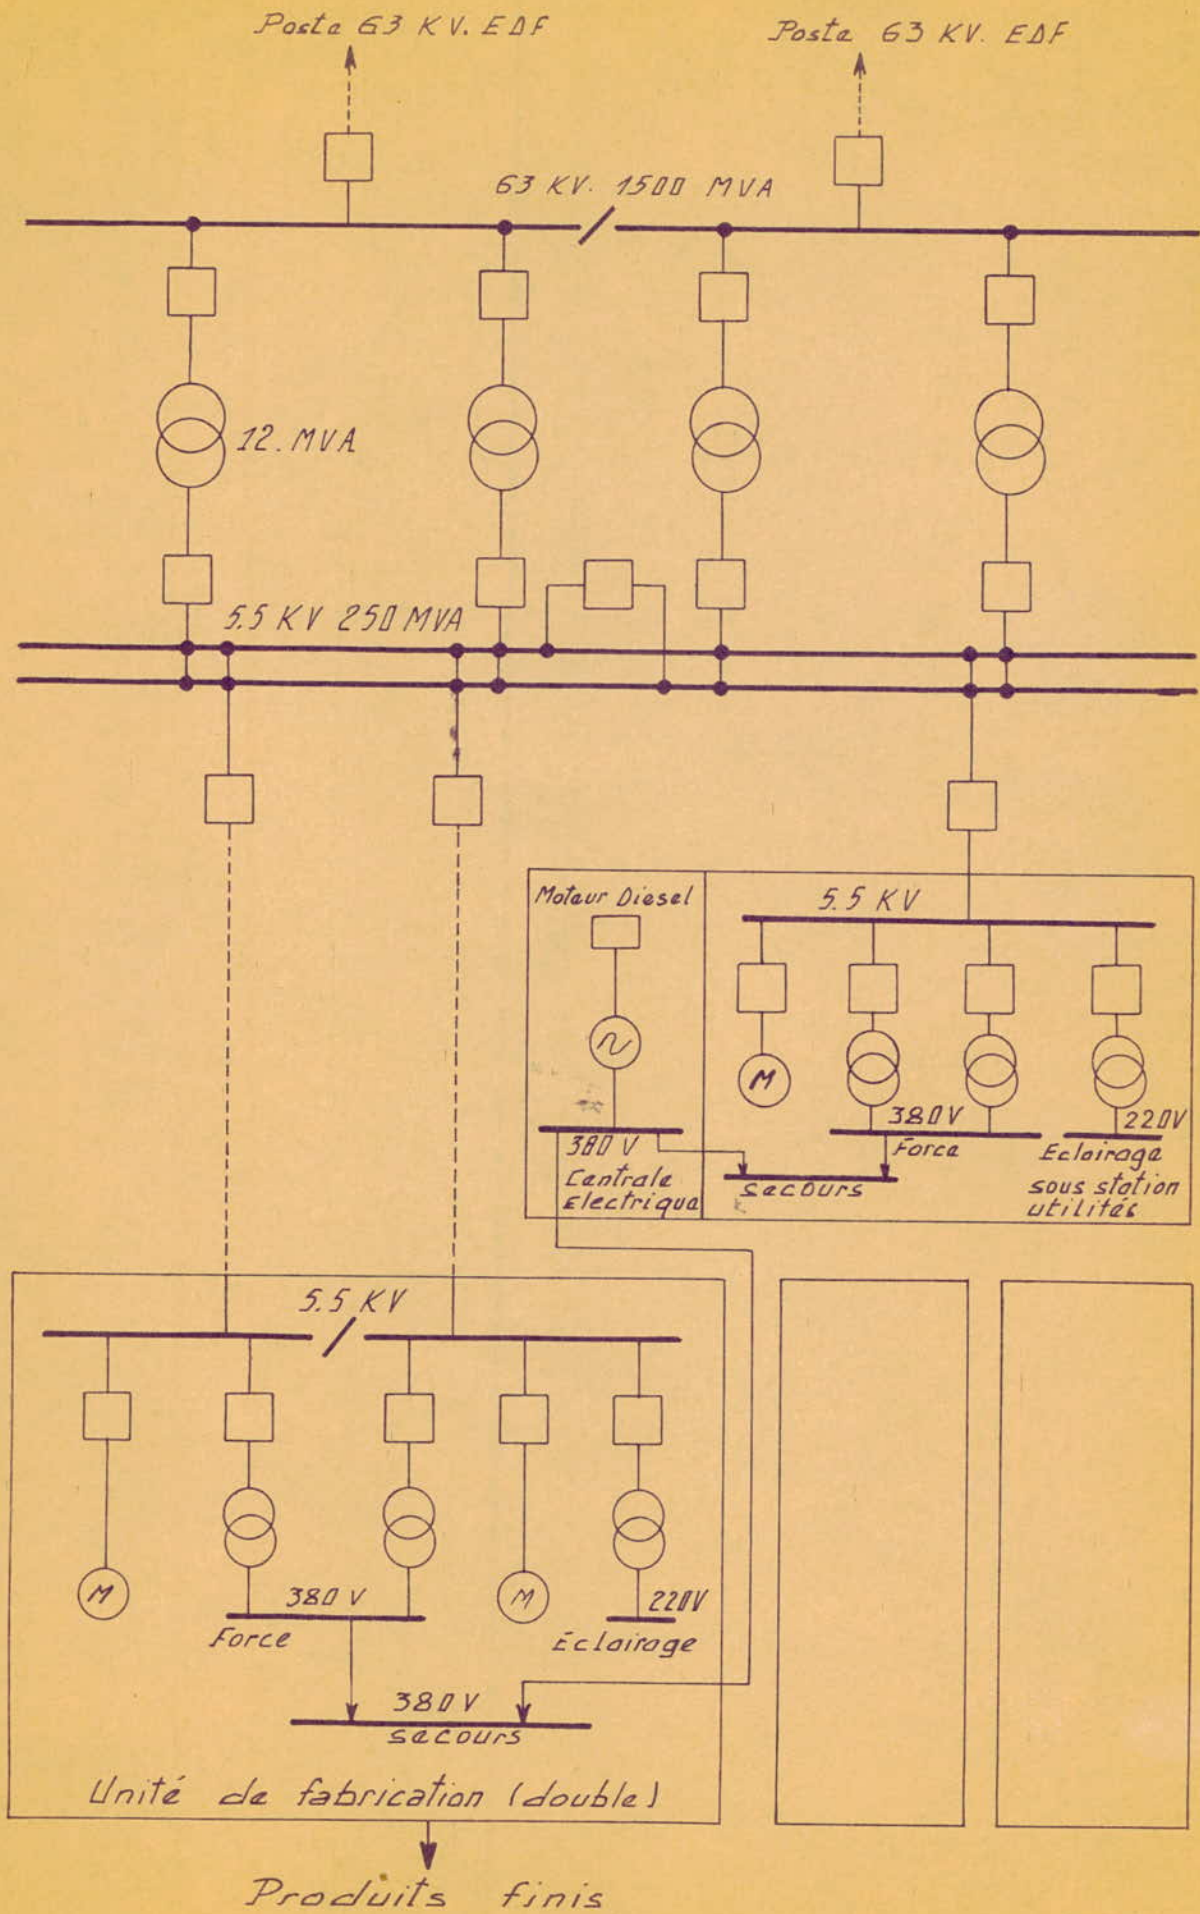 Poste 63 KV. EDF
Poste 63 KV. EDF
63 KV. 1500 MVA
12. MVA
5.5 KV 250 MVA
Moteur Diesel
5.5 KV
M
380 V
220V
380 V
Force
Eclairage
Centrale
secours
sous station
Electrique
utilités
5.5 KV
M
M
380 V
220V
Force
Eclairage
380 V
secours
Unité de fabrication (double)
Produits finis